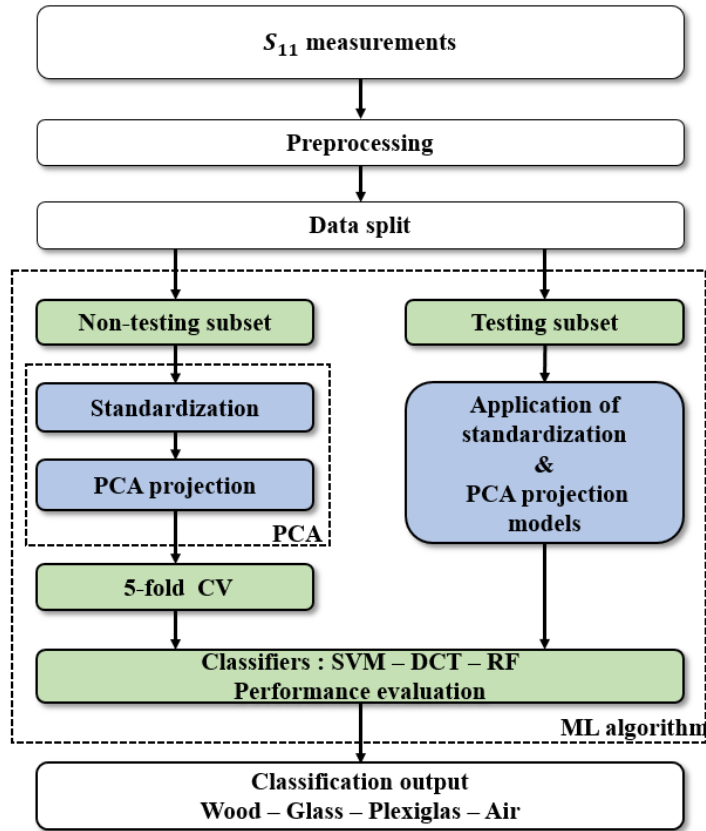 S₁₁ measurements
Preprocessing
Data split
Non-testing subset
Testing subset
Standardization
PCA projection
PCA
Application of
standardization
&
PCA projection
models
5-fold CV
Classifiers : SVM – DCT – RF
Performance evaluation
ML algorithm
Classification output
Wood – Glass – Plexiglas – Air